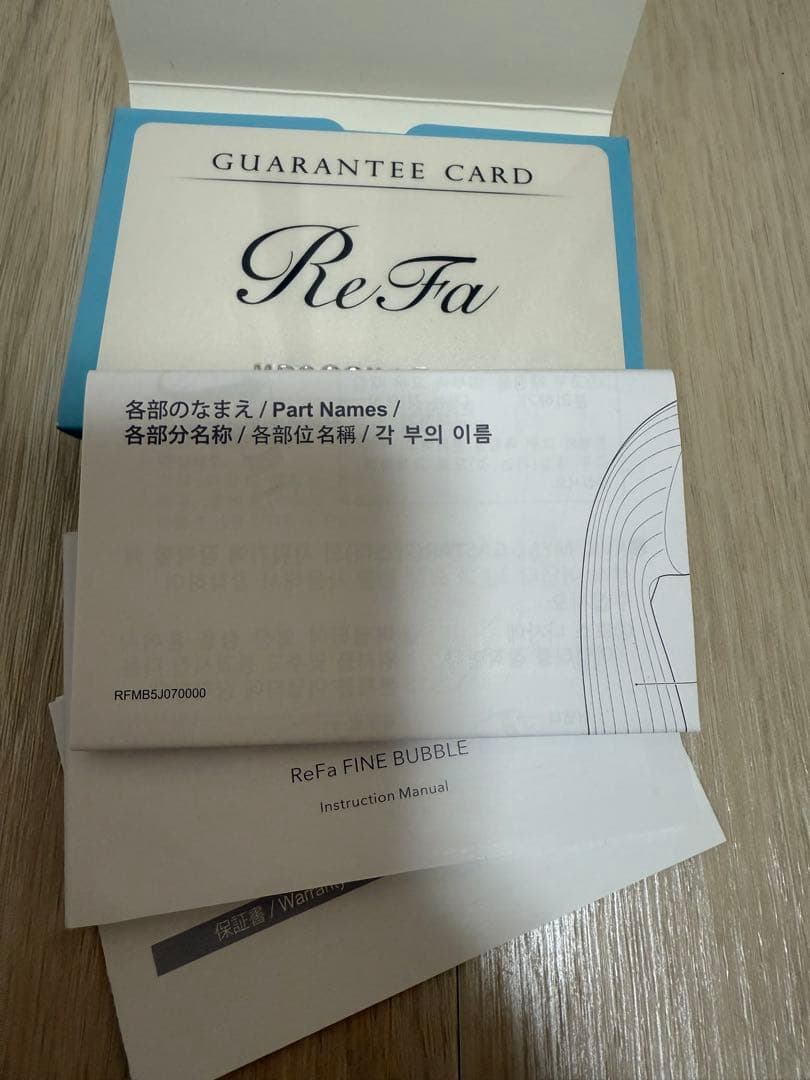 GUARANTEE CARD
ReFa
各部のなまえ / Part Names /
各部分名称 / 各部位名稱 / 각 부의 이름
RFMB5J070000
ReFa FINE BUBBLE
Instruction Manual
保証書 / Warranty